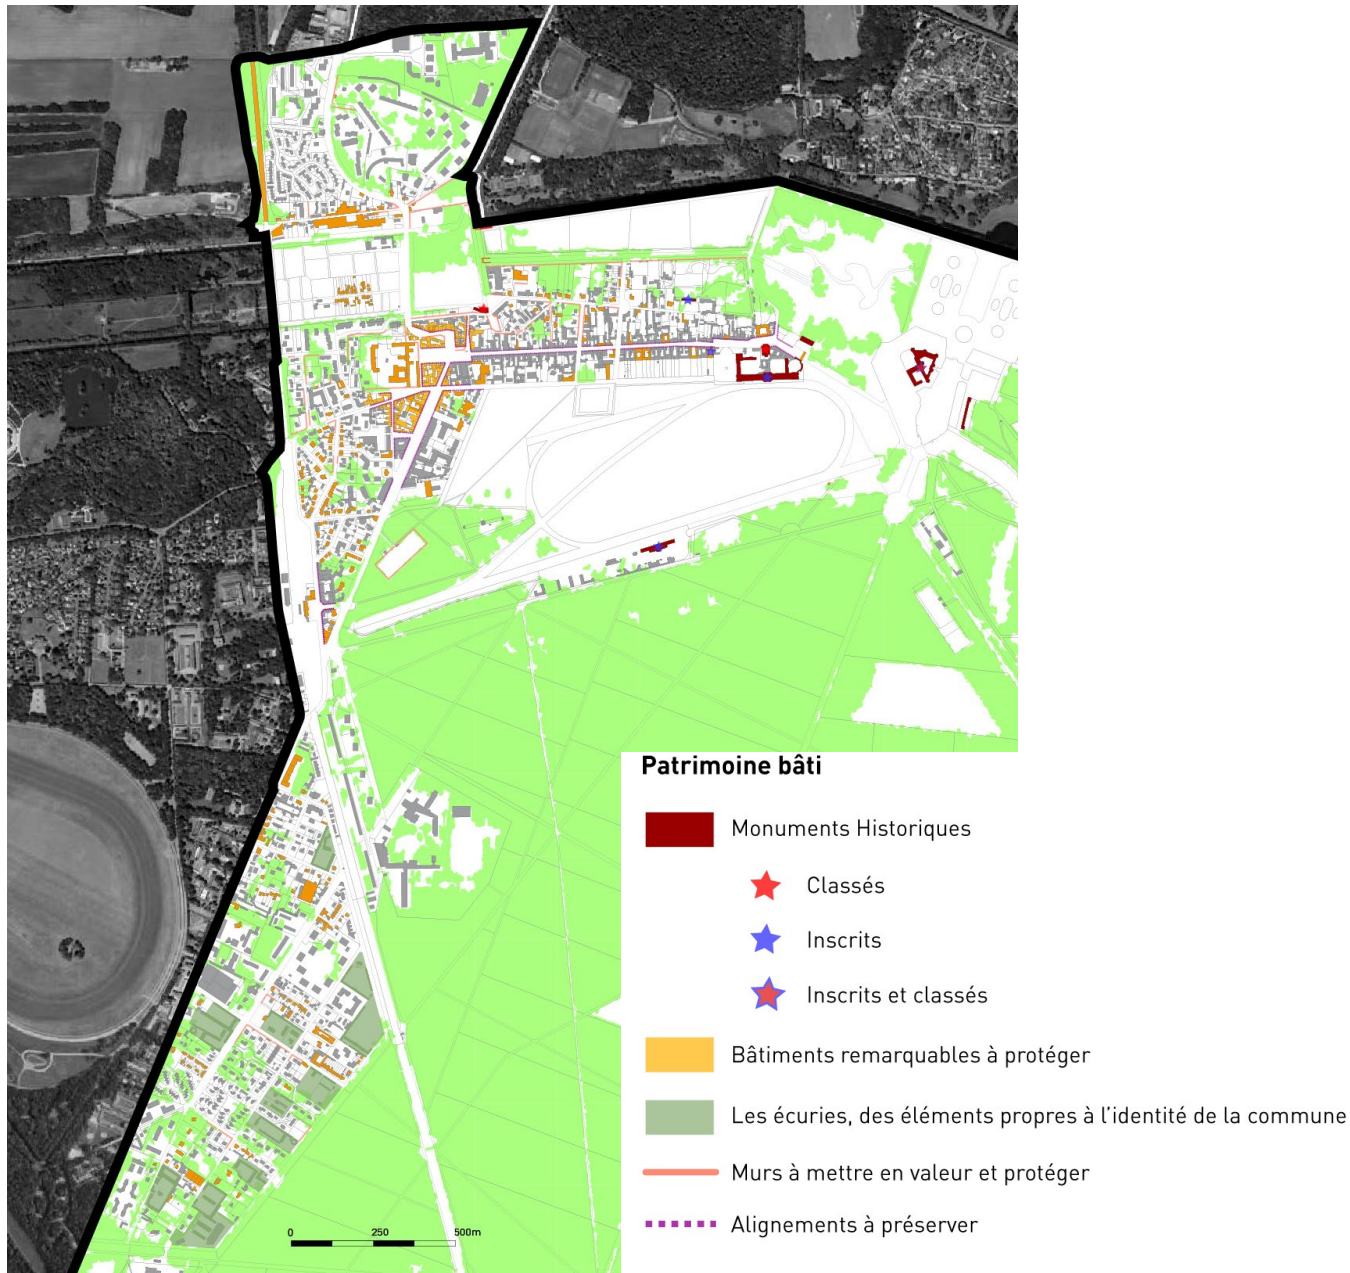 Patrimoine bâti
Monuments Historiques
Classés
Inscrits
Inscrits et classés
Bâtiments remarquables à protéger
Les écuries, des éléments propres à l'identité de la commune
Murs à mettre en valeur et protéger
Alignements à préserver
0 250 500m